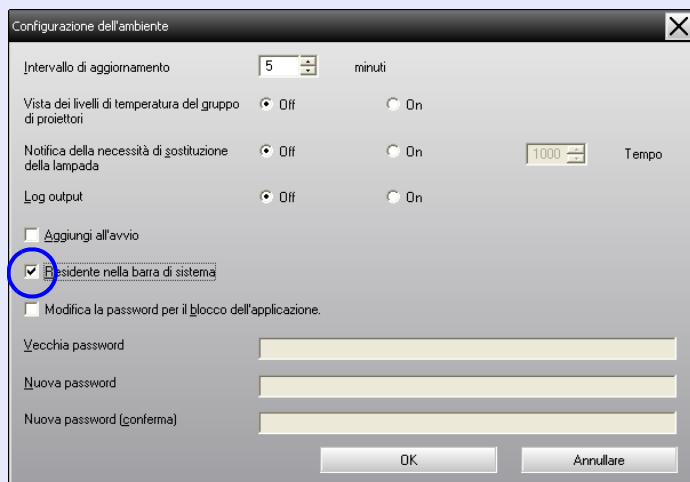 Configurazione dell'ambiente
Intervallo di aggiornamento 5 minuti
Vista dei livelli di temperatura del gruppo di proiettori Off On
Notifica della necessità di sostituzione della lampada Off On 1000 Tempo
Log output Off On
Aggiungi all'avvio
Residente nella barra di sistema
Modifica la password per il blocco dell'applicazione.
Vecchia password
Nuova password
Nuova password (conferma)
OK Annullare